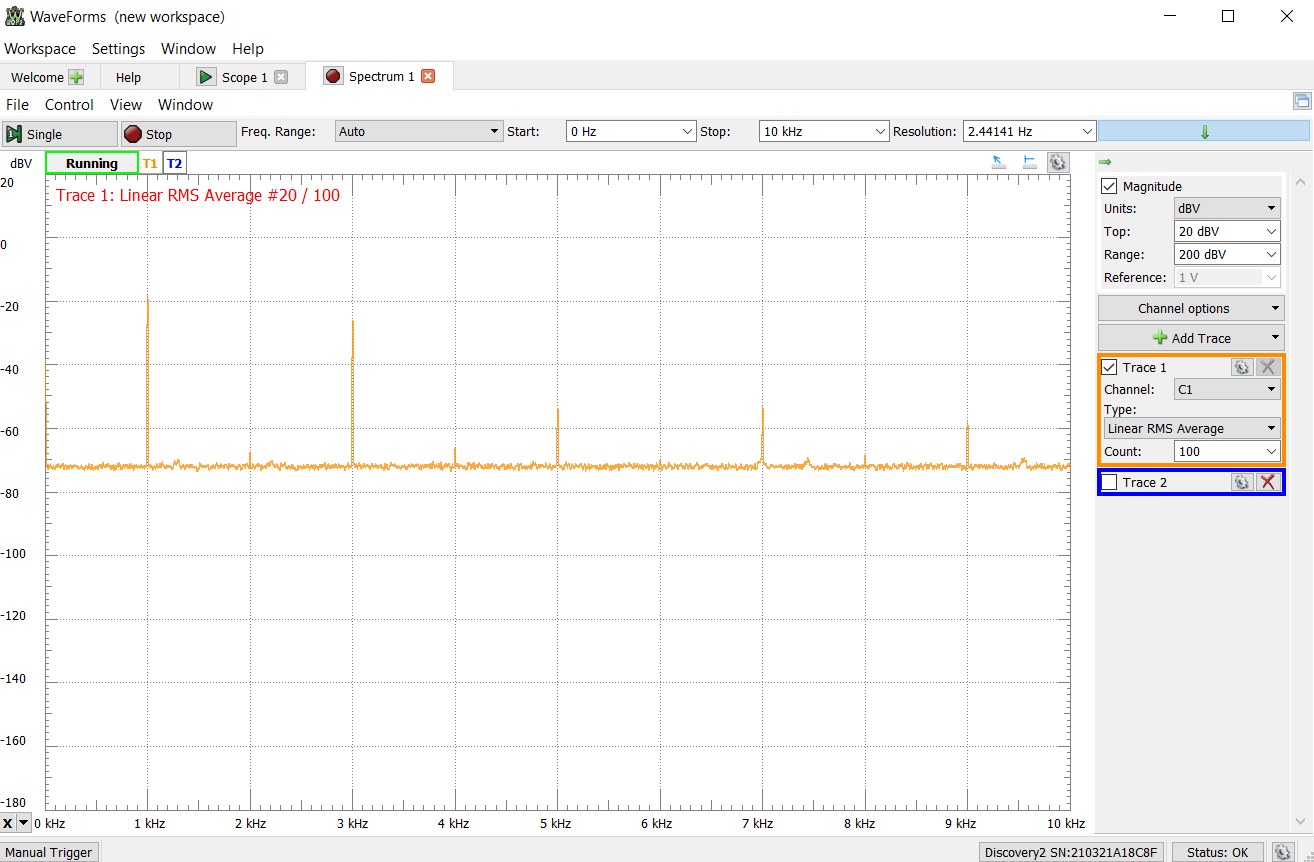 WaveForms (new workspace)
Workspace Settings Window Help
Welcome Help Scope 1 Spectrum 1
File Control View Window
Single Stop Freq. Range: Auto Start: 0 Hz Stop: 10 kHz Resolution: 2.44141 Hz
dBV Running T1 T2
Trace 1: Linear RMS Average #20 / 100
20
0
-20
-40
-60
-80
-100
-120
-140
-160
-180
X 0 kHz 1 kHz 2 kHz 3 kHz 4 kHz 5 kHz 6 kHz 7 kHz 8 kHz 9 kHz 10 kHz
Magnitude
Units: dBV
Top: 20 dBV
Range: 200 dBV
Reference: 1 V
Channel options
Add Trace
Trace 1
Channel: C1
Type:
Linear RMS Average
Count: 100
Trace 2
Manual Trigger Discovery2 SN:210321A18C8F Status: OK